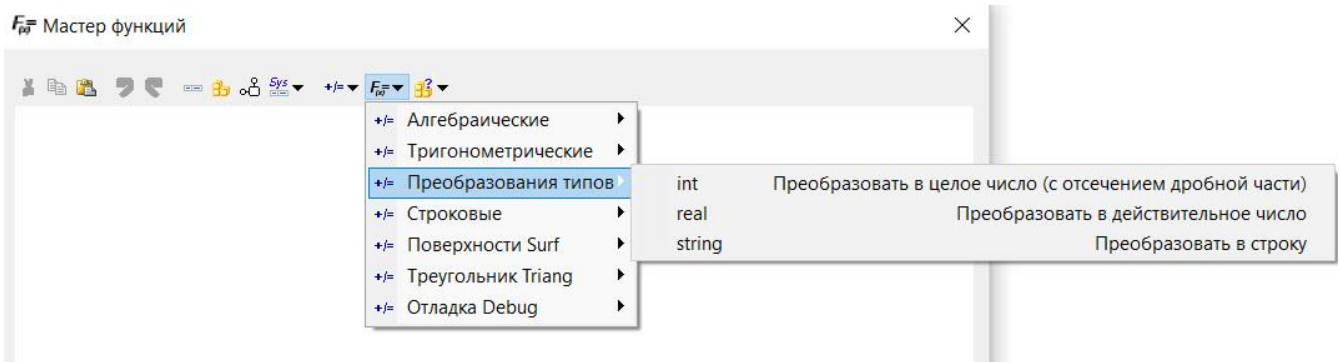 F(x)= Мастер функций
Sys +/= F(x)=
+/= Алгебраические
+/= Тригонометрические
+/= Преобразования типов
int Преобразовать в целое число (с отсечением дробной части)
+/= Строковые
real Преобразовать в действительное число
+/= Поверхности Surf
string Преобразовать в строку
+/= Треугольник Triang
+/= Отладка Debug